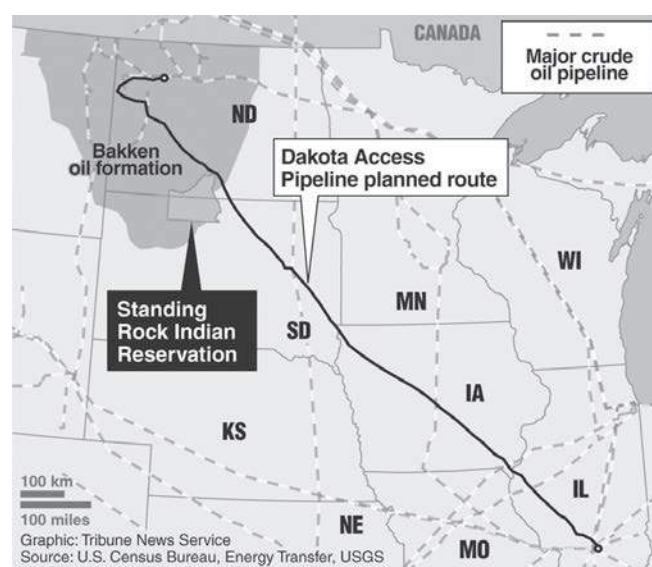 CANADA
Major crude
oil pipeline
ND
Bakken
oil formation
Dakota Access
Pipeline planned route
WI
MN
Standing
Rock Indian
Reservation
SD
IA
KS
IL
100 km
100 miles
NE
MO
Graphic: Tribune News Service
Source: U.S. Census Bureau, Energy Transfer, USGS